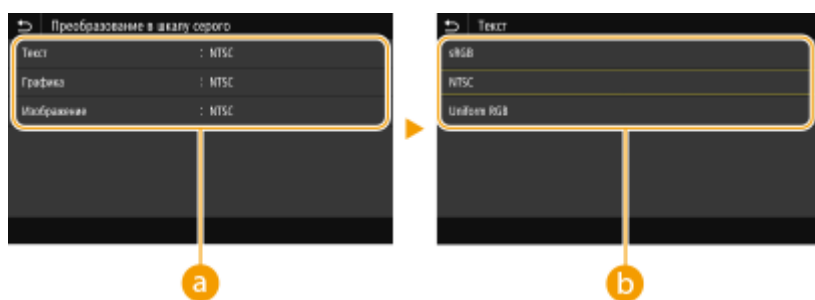 Преобразование в шкалу серого
Текст : NTSC
Графика : NTSC
Изображение : NTSC
a
Текст
sRGB
NTSC
Uniform RGB
b